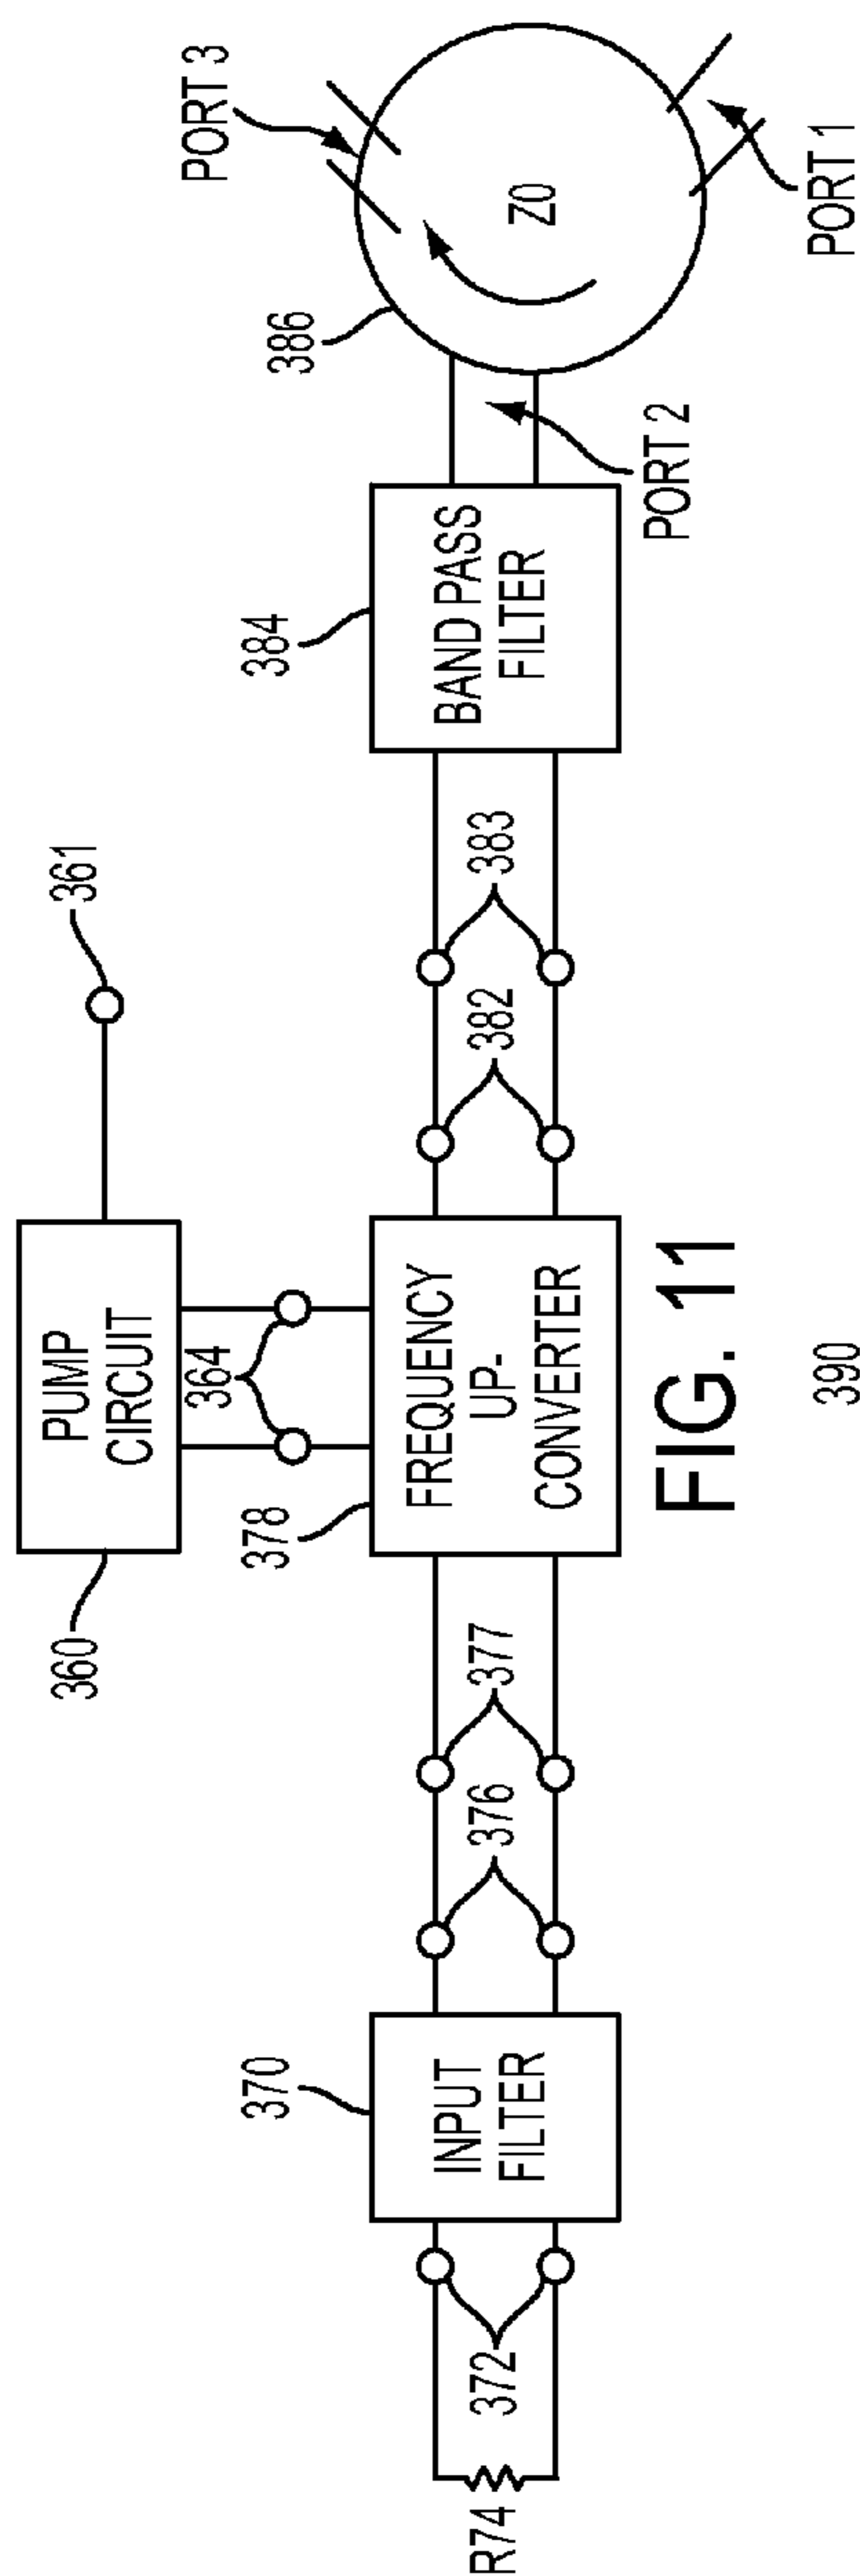 360
PUMP
CIRCUIT
361
364
R74
372
370
INPUT
FILTER
376
377
378
FREQUENCY
UP-
CONVERTER
382
383
384
BAND PASS
FILTER
PORT 2
386
Z0
PORT 3
PORT 1
FIG. 11
390